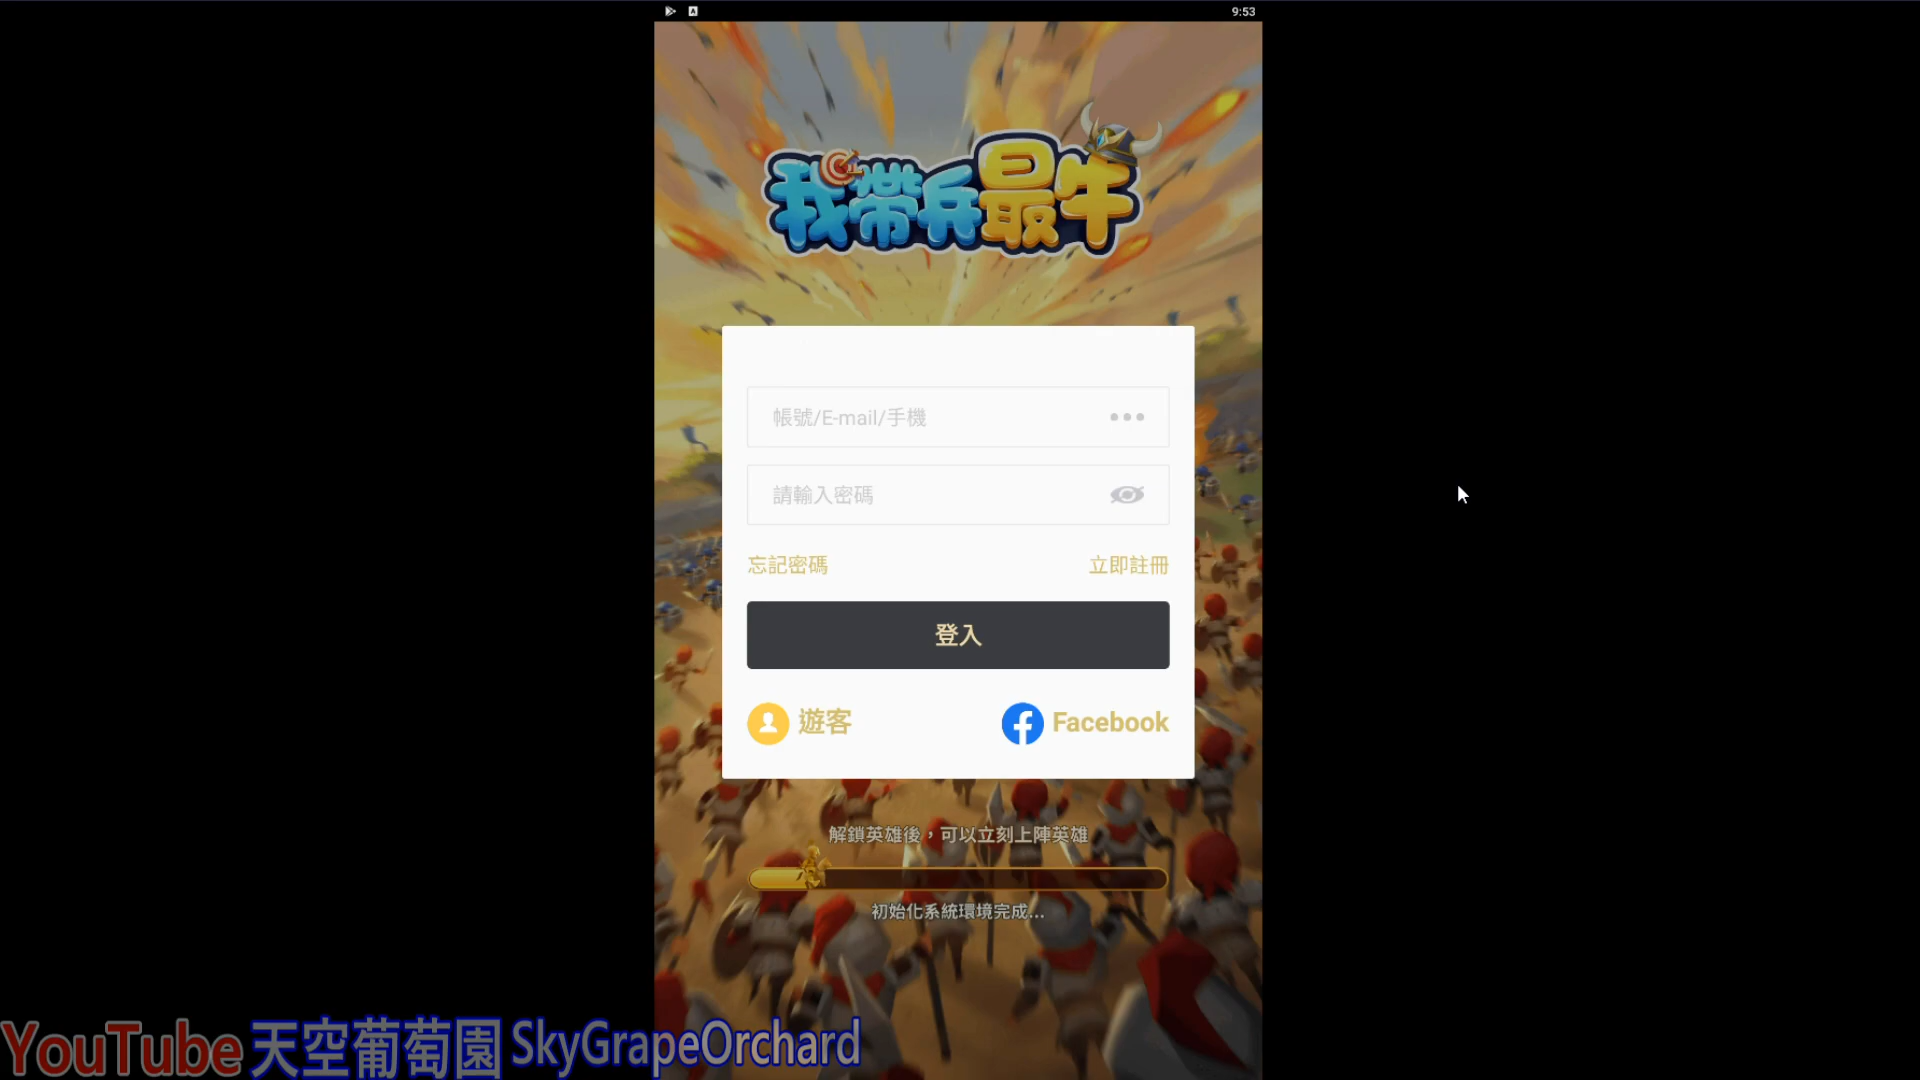 9:53
我帶兵最牛
帳號/E-mail/手機
請輸入密碼
忘記密碼
立即註冊
登入
遊客
Facebook
解鎖英雄後，可以立刻上陣英雄
初始化系統環境完成...
YouTube 天空葡萄園 SkyGrapeOrchard